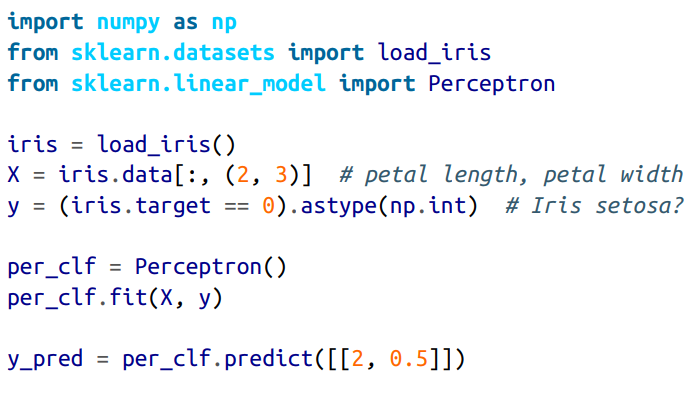 import numpy as np
from sklearn.datasets import load_iris
from sklearn.linear_model import Perceptron
iris = load_iris()
X = iris.data[:, (2, 3)]  # petal length, petal width
y = (iris.target == 0).astype(np.int)  # Iris setosa?
per_clf = Perceptron()
per_clf.fit(X, y)
y_pred = per_clf.predict([[2, 0.5]])